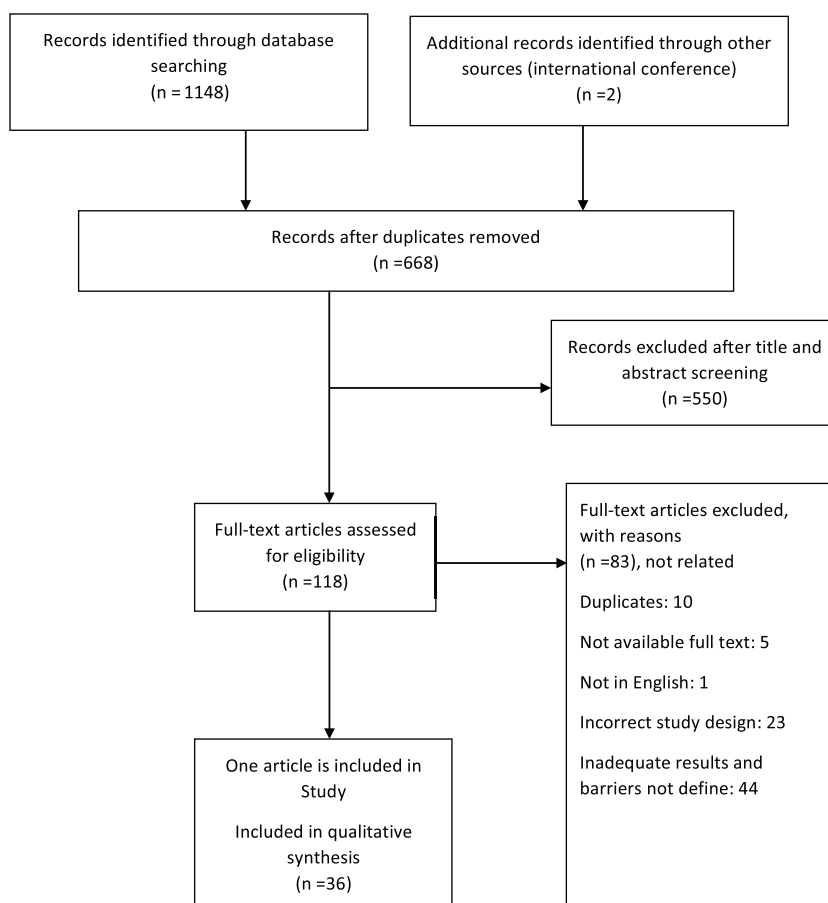 Records identified through database
searching
(n = 1148)
Additional records identified through other
sources (international conference)
(n =2)
Records after duplicates removed
(n =668)
Records excluded after title and
abstract screening
(n =550)
Full-text articles assessed
for eligibility
(n =118)
Full-text articles excluded,
with reasons
(n =83), not related
Duplicates: 10
Not available full text: 5
Not in English: 1
Incorrect study design: 23
Inadequate results and
barriers not define: 44
One article is included in
Study
Included in qualitative
synthesis
(n =36)